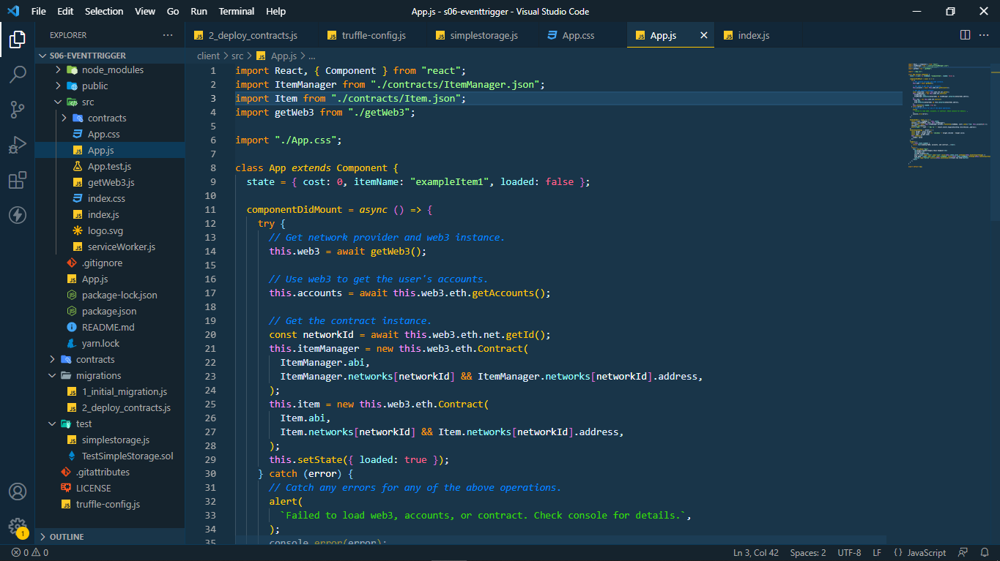 File Edit Selection View Go Run Terminal Help
App.js - s06-eventtrigger - Visual Studio Code
EXPLORER
2_deploy_contracts.js truffle-config.js simplestorage.js App.css App.js index.js
S06-EVENTTRIGGER
node_modules
public
src
contracts
App.css
App.js
App.test.js
getWeb3.js
index.css
index.js
logo.svg
serviceWorker.js
.gitignore
App.js
package-lock.json
package.json
README.md
yarn.lock
contracts
migrations
1_initial_migration.js
2_deploy_contracts.js
test
simplestorage.js
TestSimpleStorage.sol
.gitattributes
LICENSE
truffle-config.js
OUTLINE
client > src > App.js > ...
1 import React, { Component } from "react";
2 import ItemManager from "./contracts/ItemManager.json";
3 import Item from "./contracts/Item.json";
4 import getWeb3 from "./getWeb3";
5
6 import "./App.css";
7
8 class App extends Component {
9 state = { cost: 0, itemName: "exampleItem1", loaded: false };
10
11 componentDidMount = async () => {
12 try {
13 // Get network provider and web3 instance.
14 this.web3 = await getWeb3();
15
16 // Use web3 to get the user's accounts.
17 this.accounts = await this.web3.eth.getAccounts();
18
19 // Get the contract instance.
20 const networkId = await this.web3.eth.net.getId();
21 this.itemManager = new this.web3.eth.Contract(
22 ItemManager.abi,
23 ItemManager.networks[networkId] && ItemManager.networks[networkId].address,
24 );
25 this.item = new this.web3.eth.Contract(
26 Item.abi,
27 Item.networks[networkId] && Item.networks[networkId].address,
28 );
29 this.setState({ loaded: true });
30 } catch (error) {
31 // Catch any errors for any of the above operations.
32 alert(
33 `Failed to load web3, accounts, or contract. Check console for details.`,
34 );
35 console.error(error);
1
0 0
Ln 3, Col 42 Spaces: 2 UTF-8 LF {} JavaScript